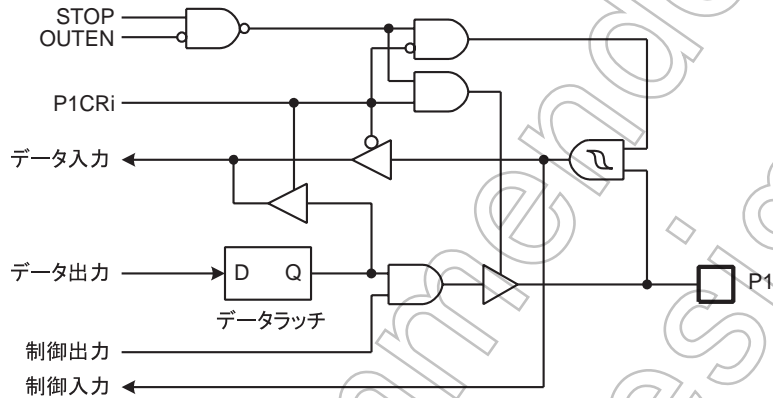 STOP
OUTEN
P1CRi
データ入力
データ出力
D Q
P1
データラッチ
制御出力
制御入力